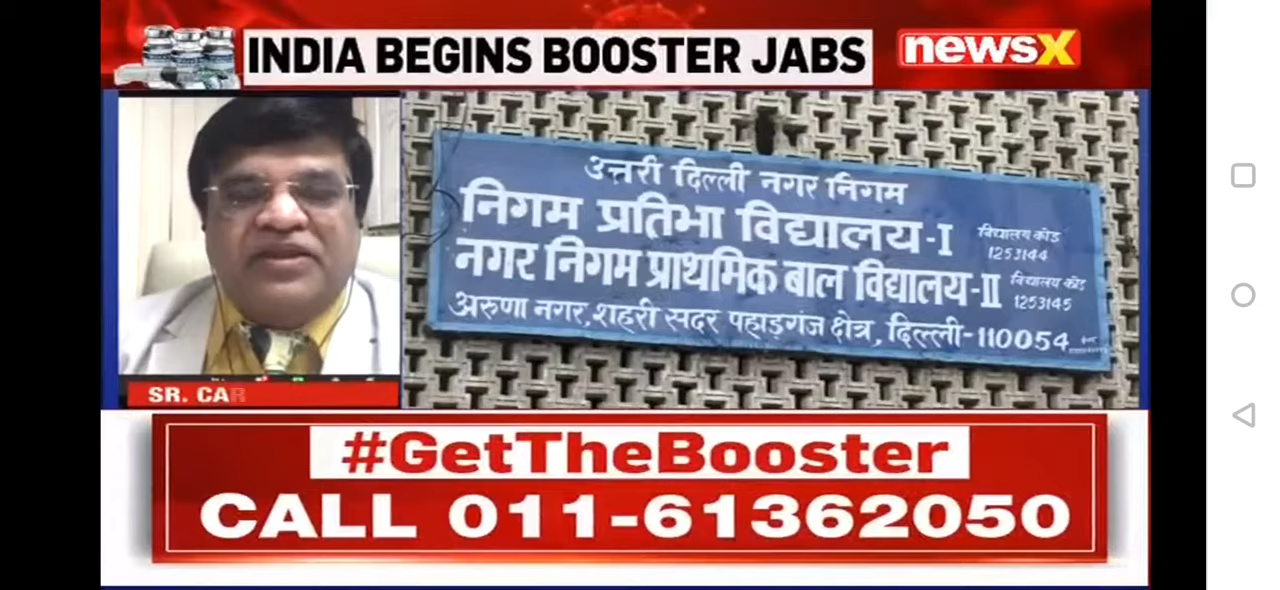 INDIA BEGINS BOOSTER JABS
newsX
उत्तरी दिल्ली नगर निगम
निगम प्रतिभा विद्यालय-I
विद्यालय कोड
1253144
नगर निगम प्राथमिक बाल विद्यालय-II
विद्यालय कोड
1253145
अरुणा नगर, शहरी सदर पहाड़गंज क्षेत्र, दिल्ली-110054
SR. CAR
#GetTheBooster
CALL 011-61362050